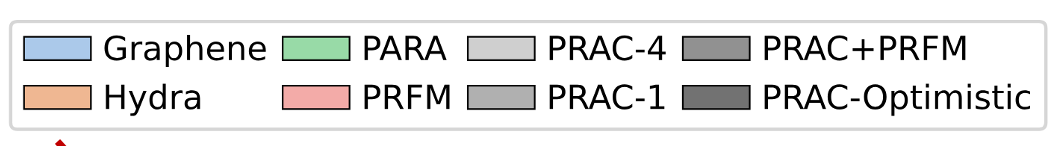 Graphene PARA PRAC-4 PRAC+PRFM
Hydra PRFM PRAC-1 PRAC-Optimistic